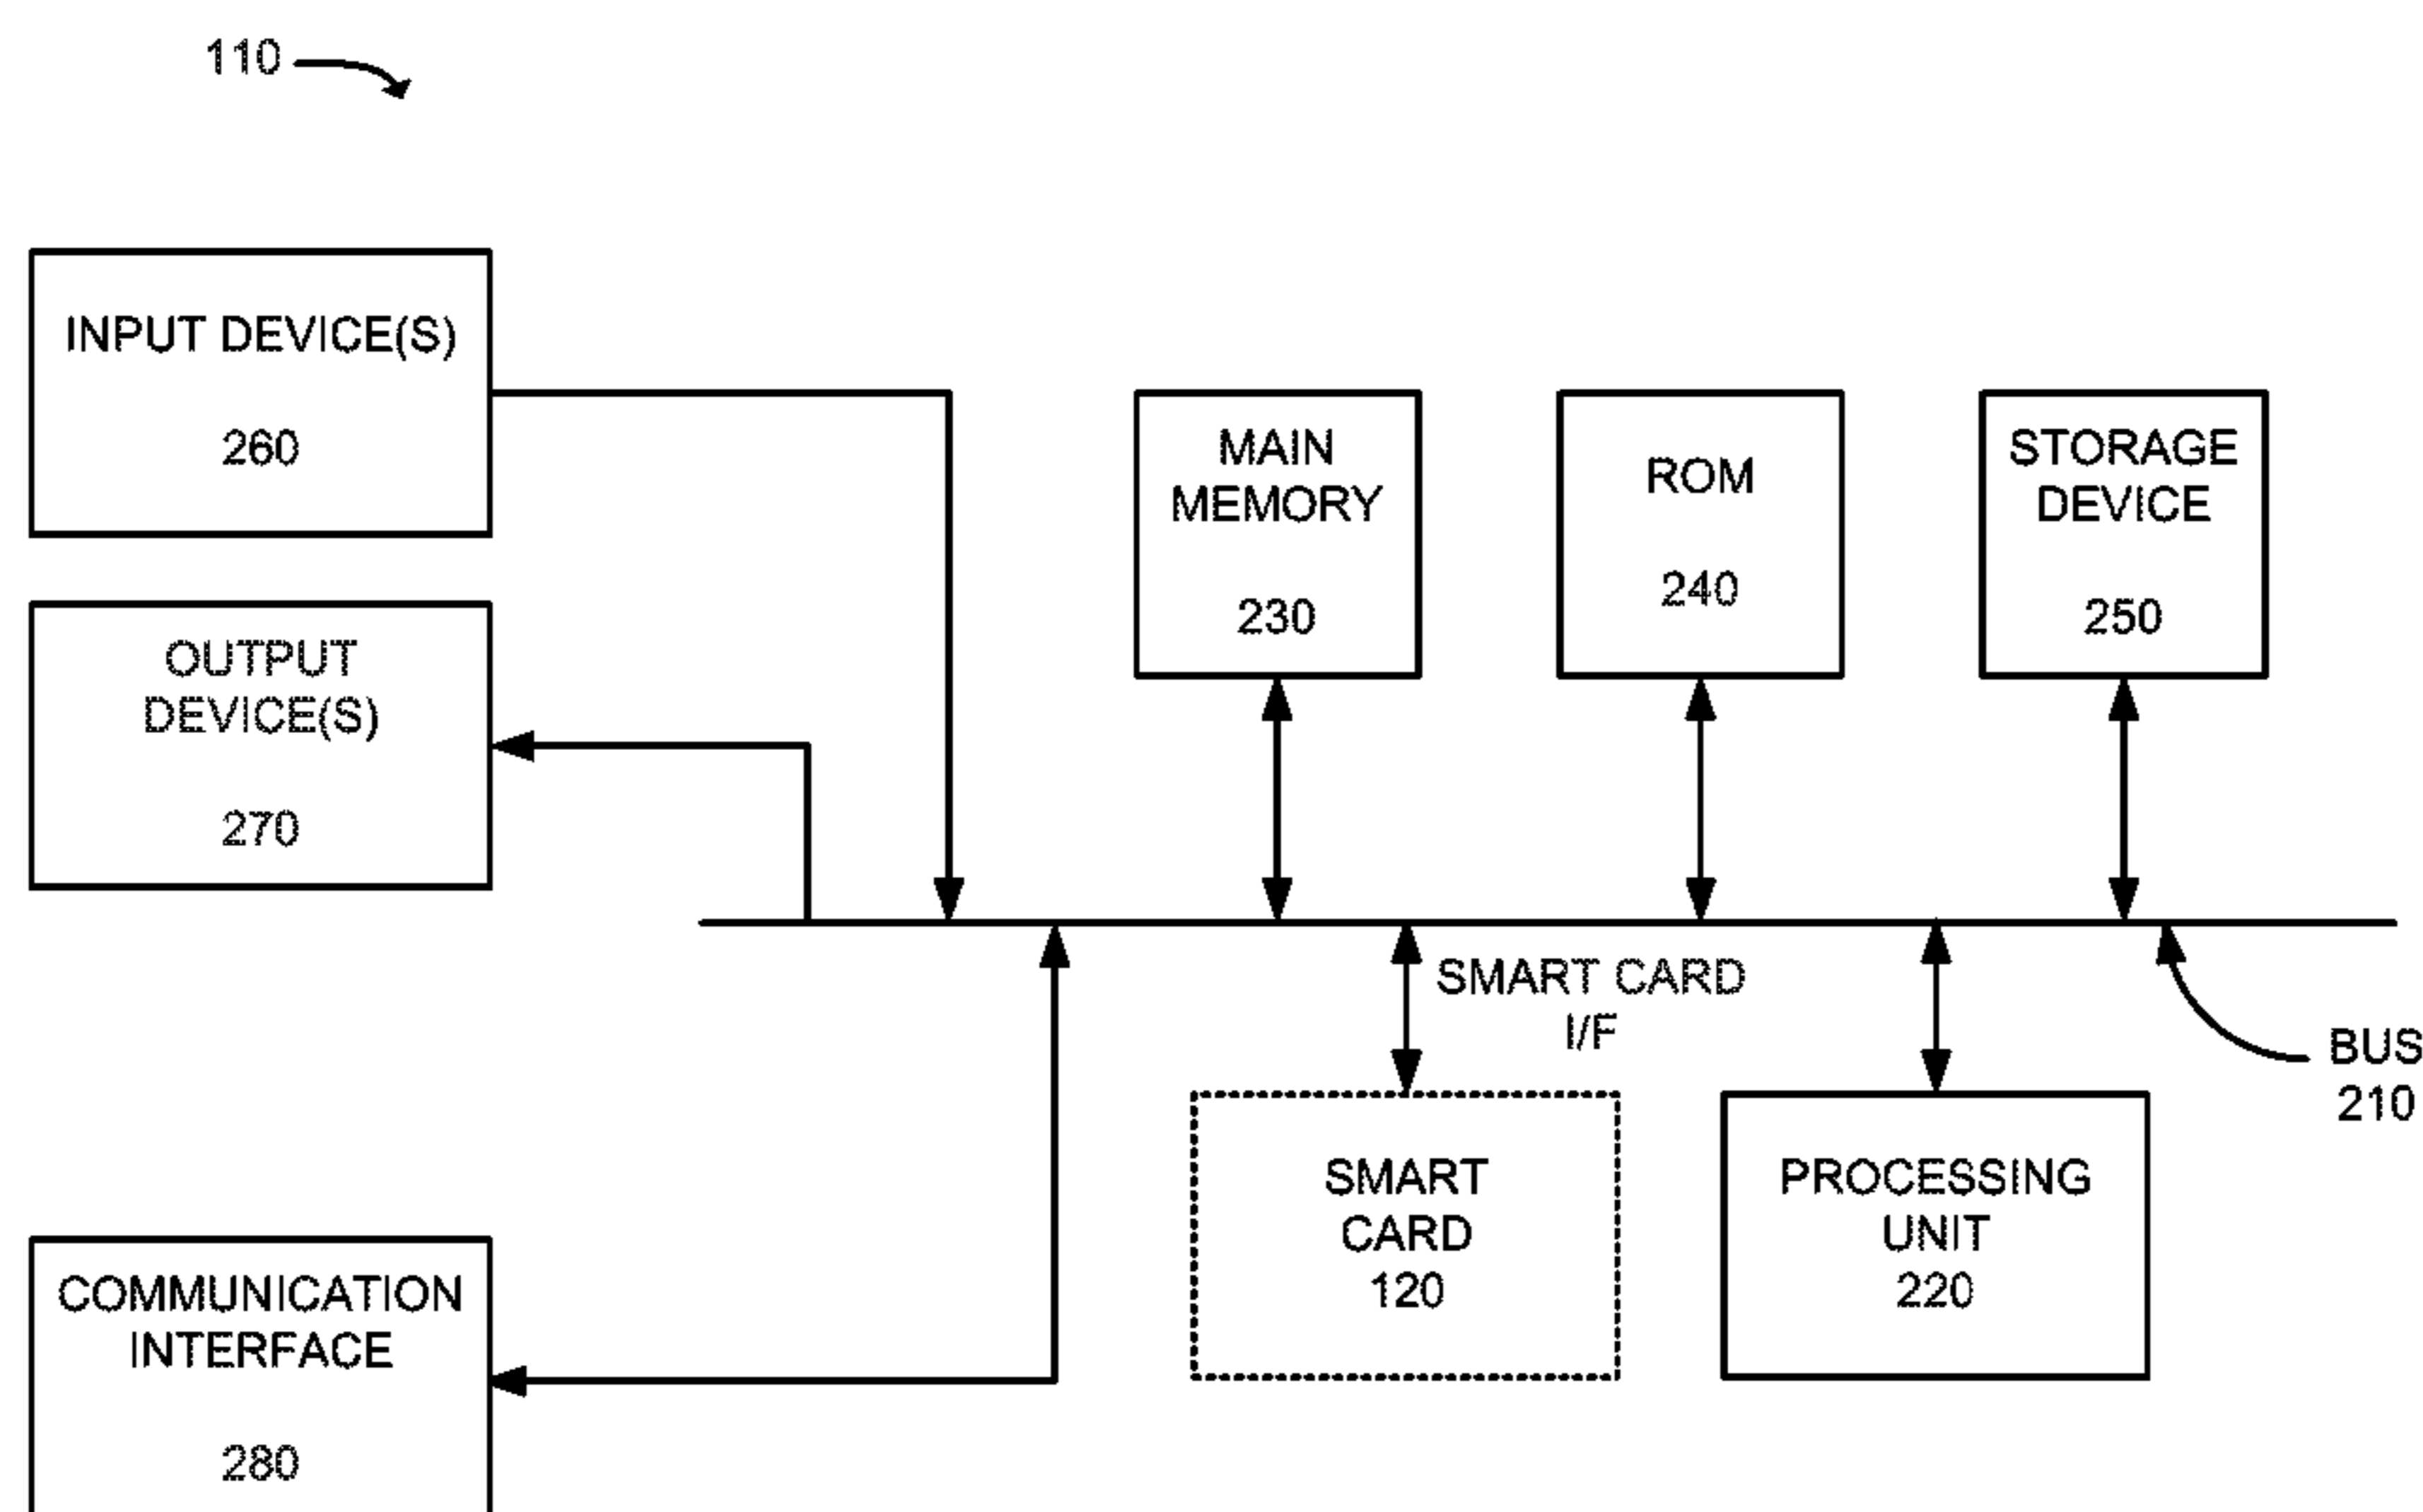 110
INPUT DEVICE(S)
260
OUTPUT
DEVICE(S)
270
MAIN
MEMORY
230
ROM
240
STORAGE
DEVICE
250
SMART CARD
I/F
BUS
210
SMART
CARD
120
PROCESSING
UNIT
220
COMMUNICATION
INTERFACE
280